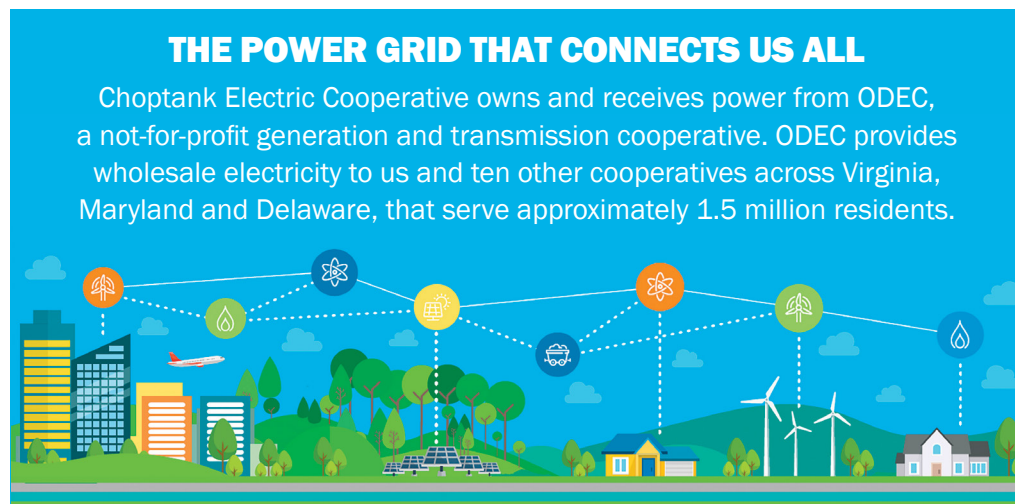 THE POWER GRID THAT CONNECTS US ALL
Choptank Electric Cooperative owns and receives power from ODEC,
a not-for-profit generation and transmission cooperative. ODEC provides
wholesale electricity to us and ten other cooperatives across Virginia,
Maryland and Delaware, that serve approximately 1.5 million residents.